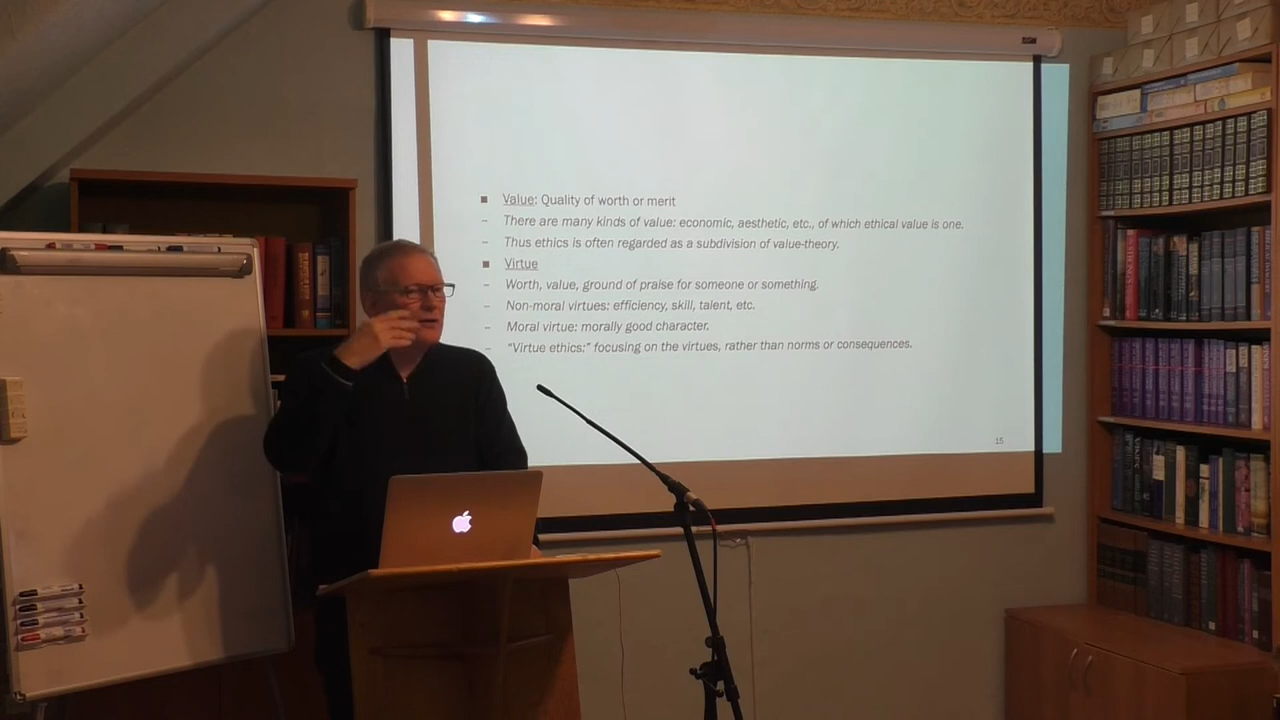 ■ Value: Quality of worth or merit
– There are many kinds of value: economic, aesthetic, etc., of which ethical value is one.
– Thus ethics is often regarded as a subdivision of value-theory.
■ Virtue
– Worth, value, ground of praise for someone or something.
– Non-moral virtues: efficiency, skill, talent, etc.
– Moral virtue: morally good character.
– “Virtue ethics:” focusing on the virtues, rather than norms or consequences.
15